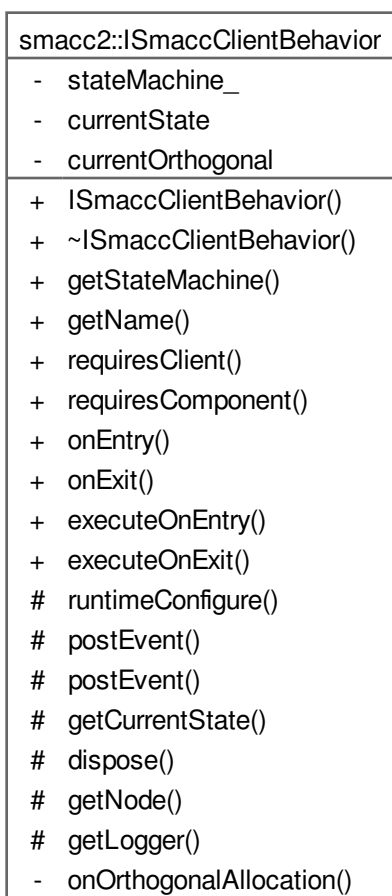 smacc2::ISmaccClientBehavior
- stateMachine_
- currentState
- currentOrthogonal
+ ISmaccClientBehavior()
+ ~ISmaccClientBehavior()
+ getStateMachine()
+ getName()
+ requiresClient()
+ requiresComponent()
+ onEntry()
+ onExit()
+ executeOnEntry()
+ executeOnExit()
# runtimeConfigure()
# postEvent()
# postEvent()
# getCurrentState()
# dispose()
# getNode()
# getLogger()
- onOrthogonalAllocation()